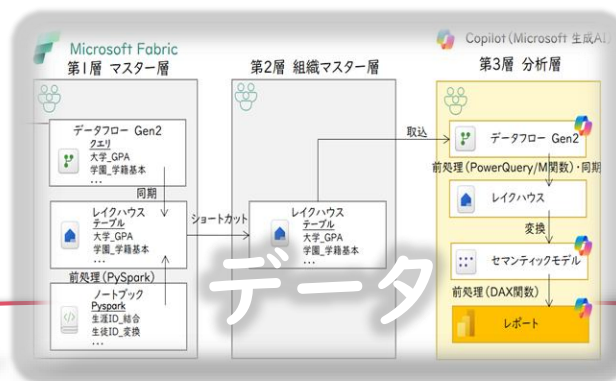 Microsoft Fabric
第1層 マスター層
データフロー Gen2
クエリ
大学_GPA
学園_学籍基本
...
同期
レイクハウス
テーブル
大学_GPA
学園_学籍基本
...
前処理(PySpark)
ノートブック
Pyspark
生涯ID_結合
生徒ID_変換
...
ショートカット
第2層 組織マスター層
レイクハウス
テーブル
大学_GPA
学園_学籍基本
...
取込
Copilot(Microsoft 生成AI)
第3層 分析層
データフロー Gen2
前処理(PowerQuery/M関数)・同期
レイクハウス
変換
セマンティックモデル
前処理(DAX関数)
レポート
データ